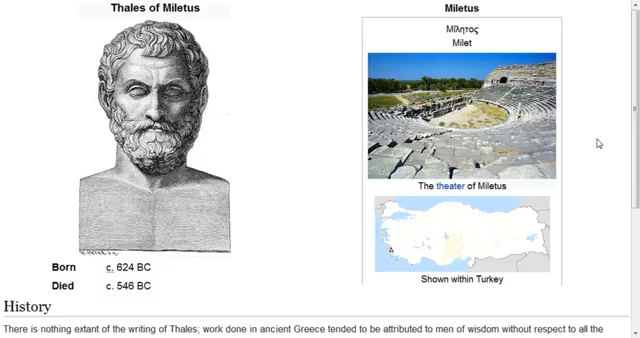 Thales of Miletus
Born c. 624 BC
Died c. 546 BC
Miletus
Μίλητος
Milet
The theater of Miletus
Shown within Turkey
History
There is nothing extant of the writing of Thales; work done in ancient Greece tended to be attributed to men of wisdom without respect to all the